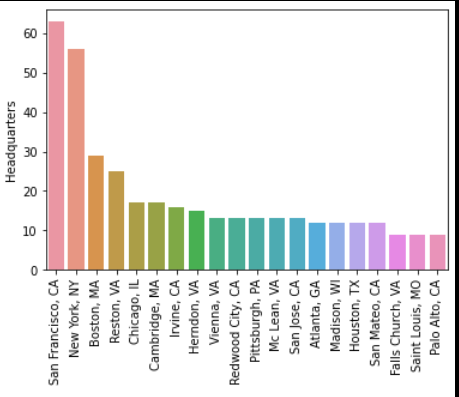 60
50
40
30
20
10
0
Headquarters
San Francisco, CA
New York, NY
Boston, MA
Reston, VA
Chicago, IL
Cambridge, MA
Irvine, CA
Herndon, VA
Vienna, VA
Redwood City, CA
Pittsburgh, PA
Mc Lean, VA
San Jose, CA
Atlanta, GA
Madison, WI
Houston, TX
San Mateo, CA
Falls Church, VA
Saint Louis, MO
Palo Alto, CA